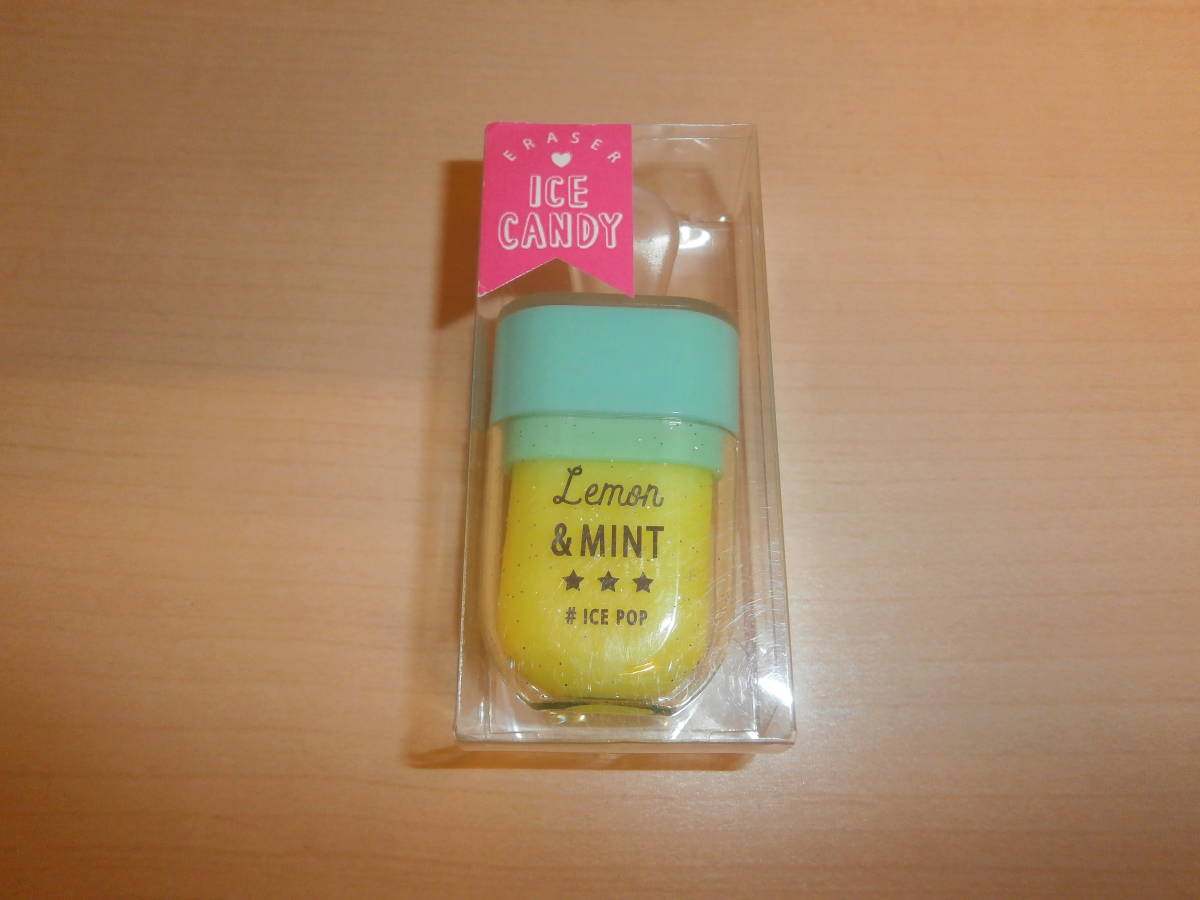 ERASER
ICE
CANDY
Lemon
& MINT
# ICE POP